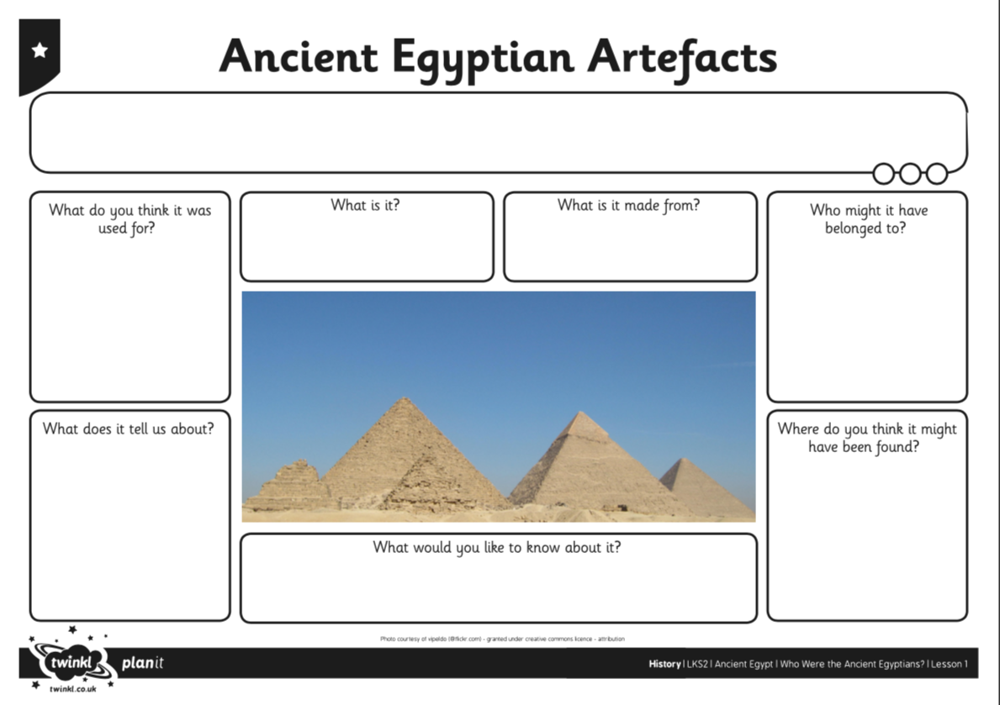 Ancient Egyptian Artefacts
What do you think it was
used for?
What is it?
What is it made from?
Who might it have
belonged to?
What does it tell us about?
Where do you think it might
have been found?
What would you like to know about it?
Photo courtesy of vipeldo (@flickr.com) - granted under creative commons licence - attribution
twinkl planit
twinkl.co.uk
History | LKS2 | Ancient Egypt | Who Were the Ancient Egyptians? | Lesson 1